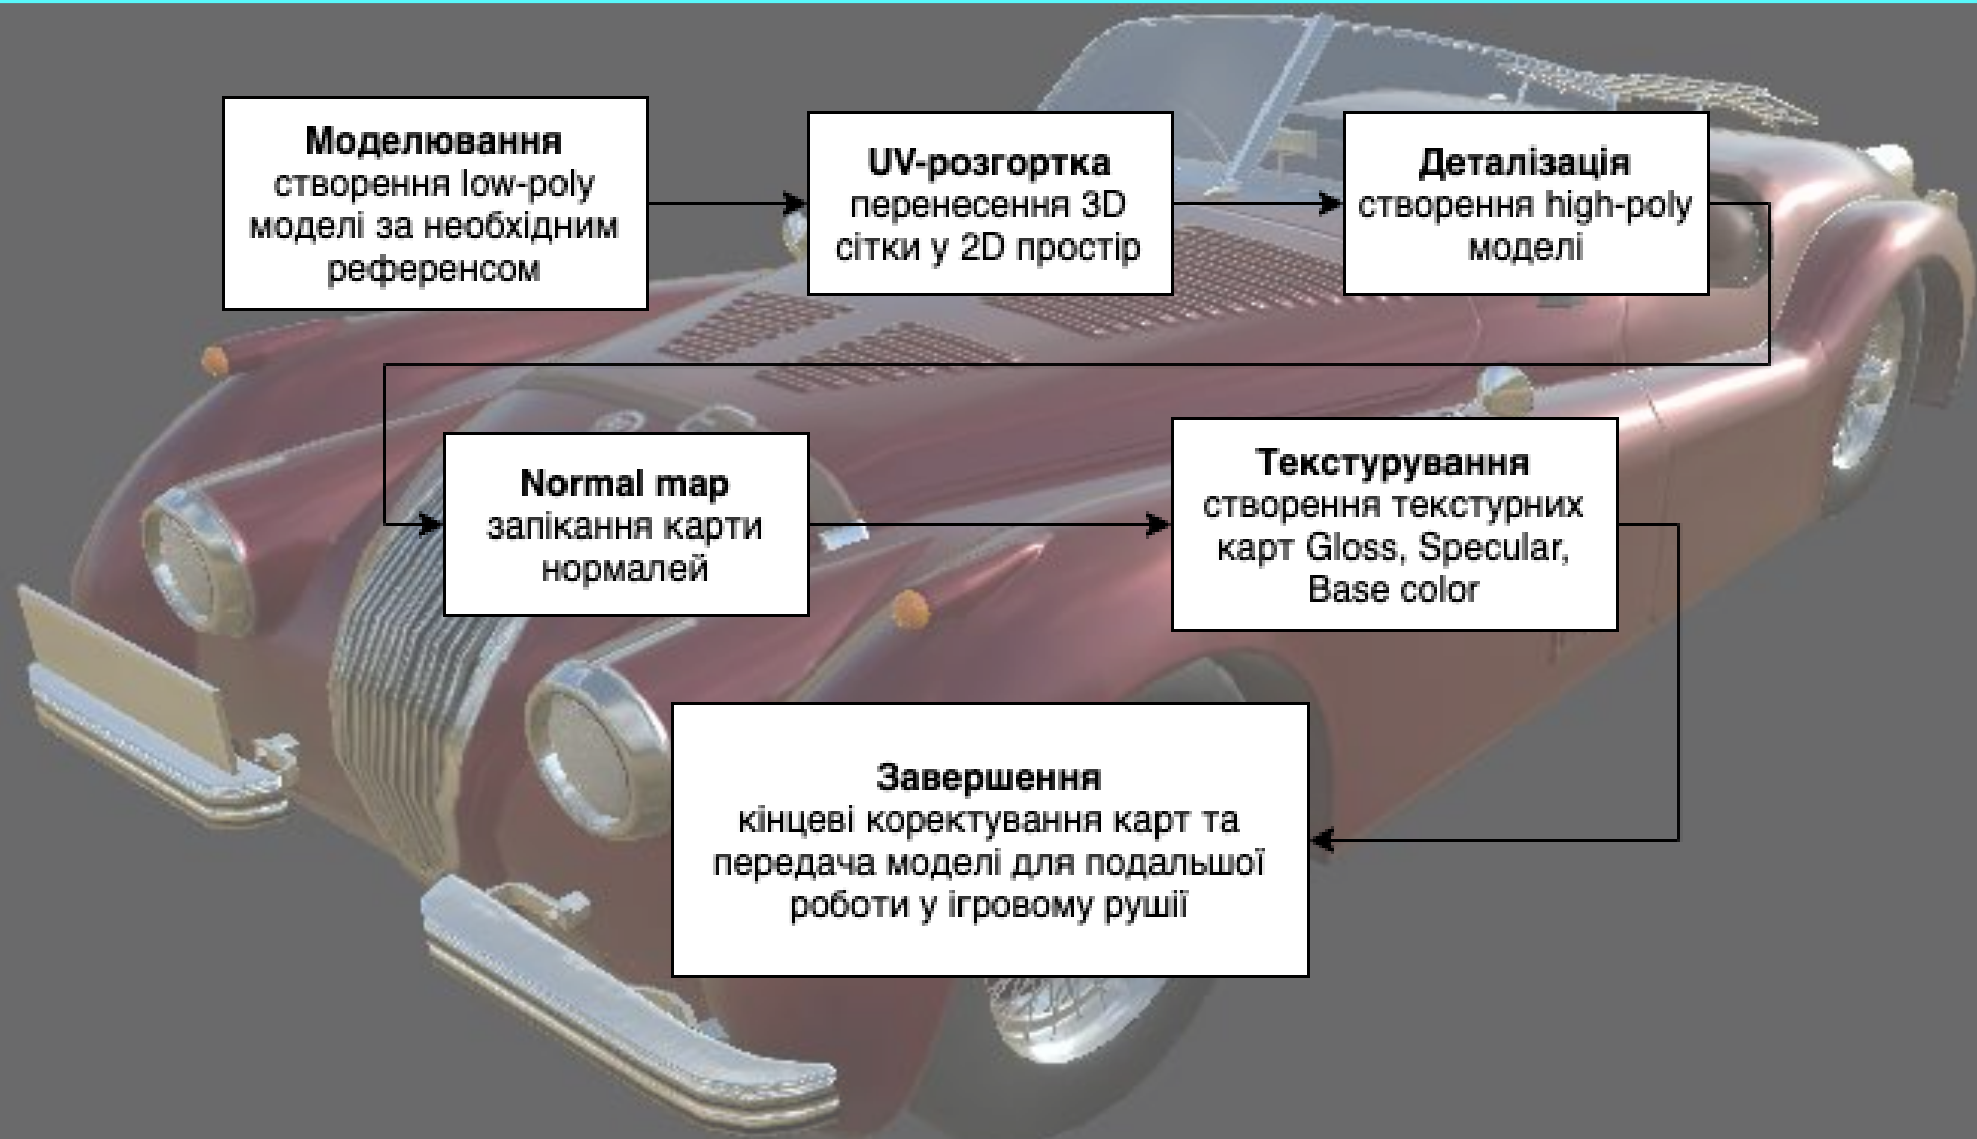 Моделювання
створення low-poly
моделі за необхідним
референсом
UV-розгортка
перенесення 3D
сітки у 2D простір
Деталізація
створення high-poly
моделі
Normal map
запікання карти
нормалей
Текстурування
створення текстурних
карт Gloss, Specular,
Base color
Завершення
кінцеві коректування карт та
передача моделі для подальшої
роботи у ігровому рушії